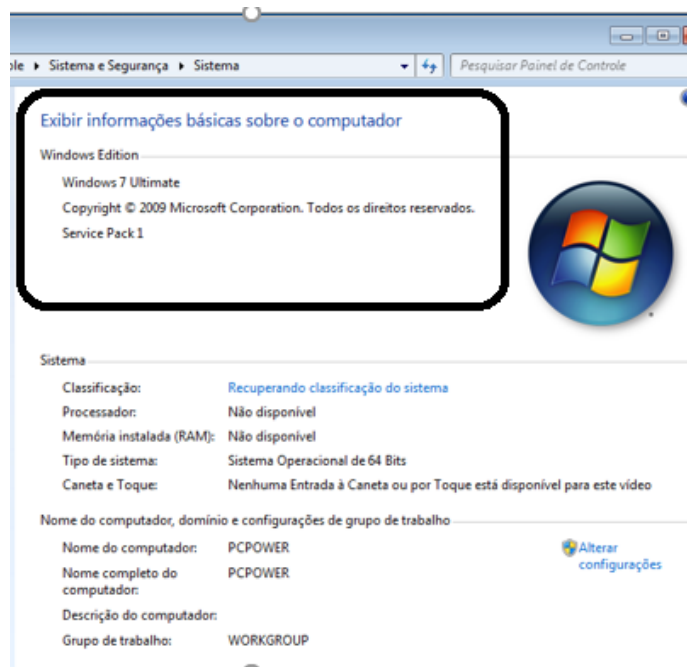 ole ▸ Sistema e Segurança ▸ Sistema
Pesquisar Painel de Controle
Exibir informações básicas sobre o computador
Windows Edition
Windows 7 Ultimate
Copyright © 2009 Microsoft Corporation. Todos os direitos reservados.
Service Pack 1
Sistema
Classificação: Recuperando classificação do sistema
Processador: Não disponível
Memória instalada (RAM): Não disponível
Tipo de sistema: Sistema Operacional de 64 Bits
Caneta e Toque: Nenhuma Entrada à Caneta ou por Toque está disponível para este vídeo
Nome do computador, domínio e configurações de grupo de trabalho
Nome do computador: PCPOWER
Alterar
configurações
Nome completo do
computador: PCPOWER
Descrição do computador:
Grupo de trabalho: WORKGROUP